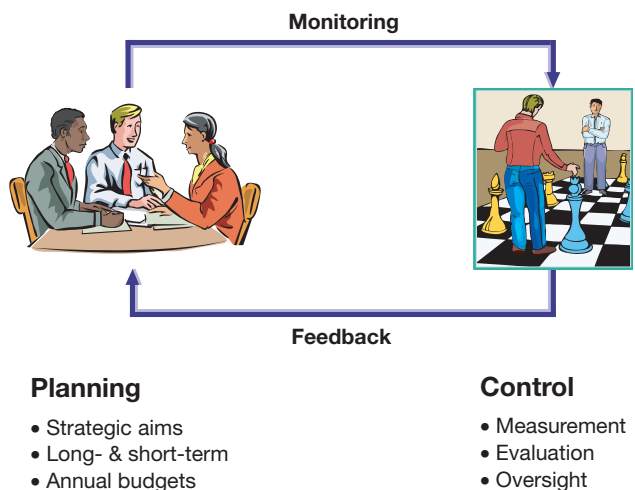 Monitoring
Feedback
Planning
• Strategic aims
• Long- & short-term
• Annual budgets
Control
• Measurement
• Evaluation
• Oversight